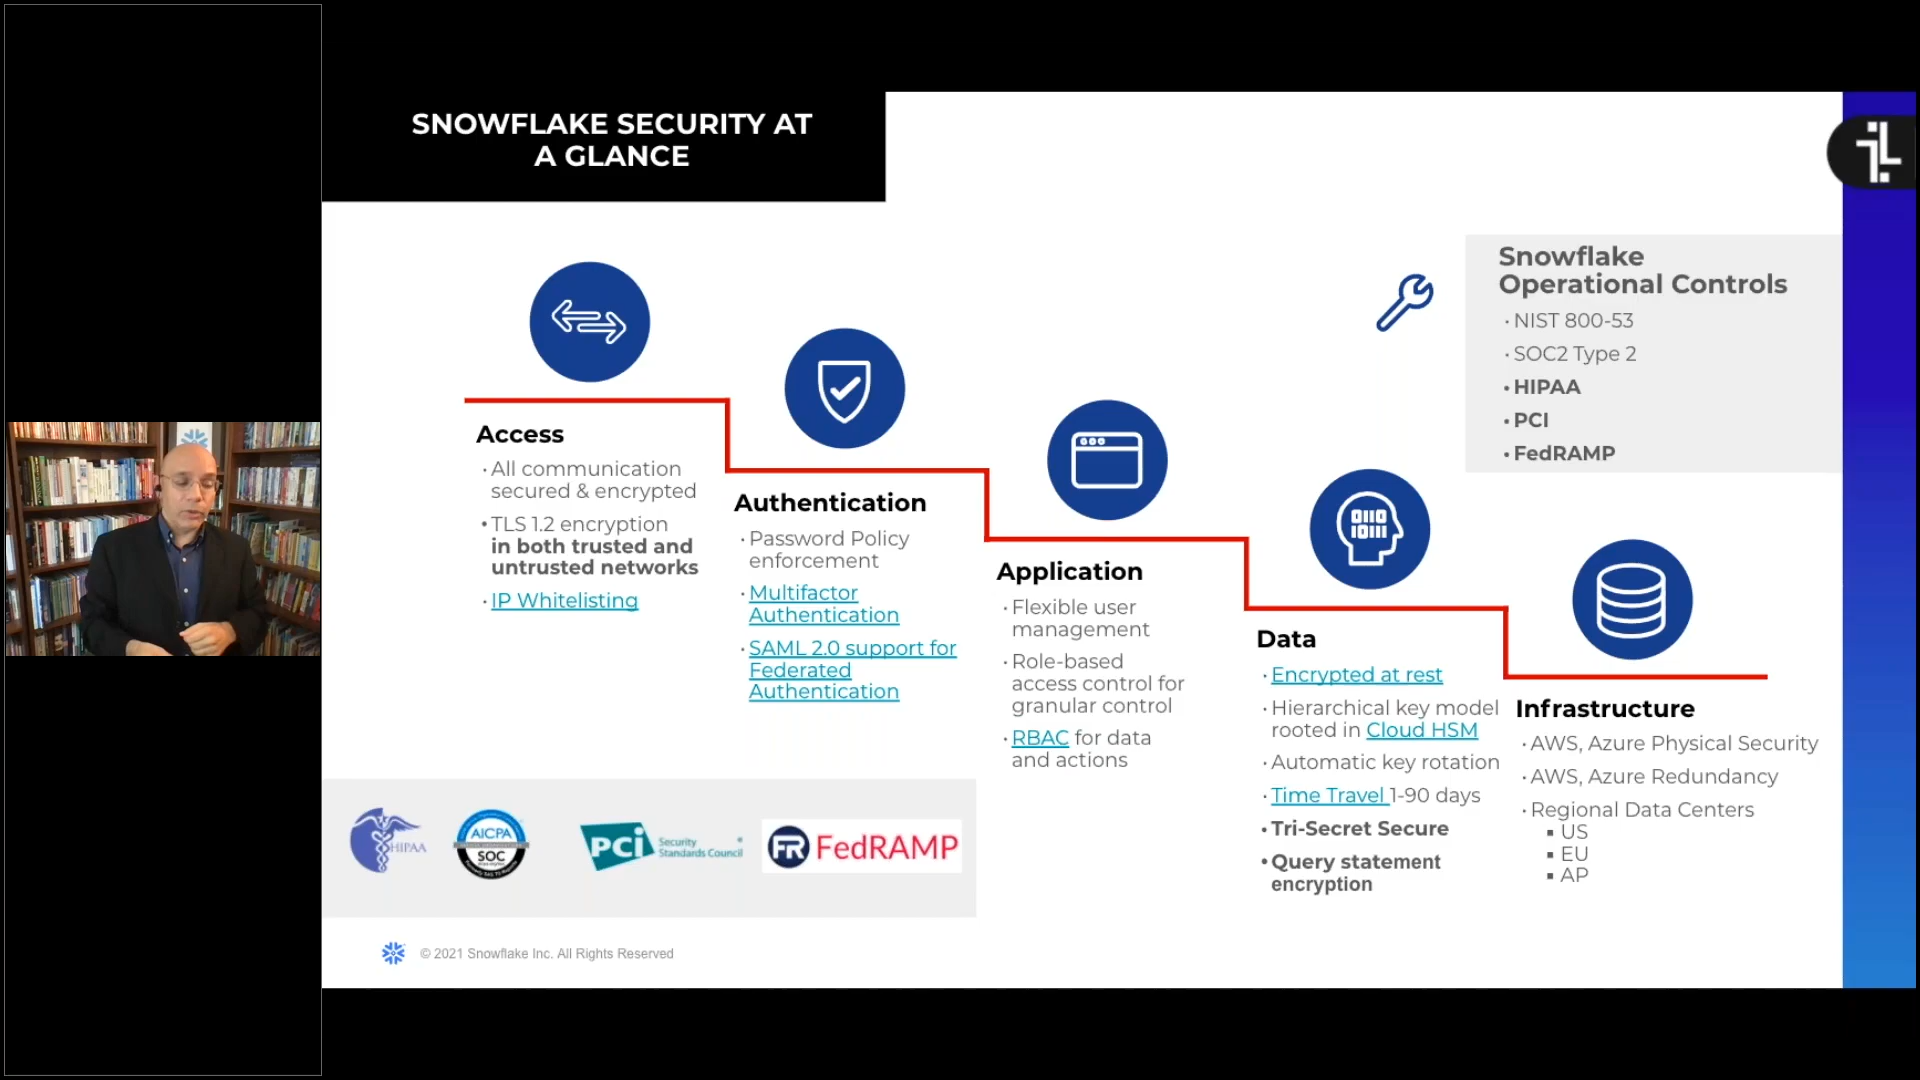 SNOWFLAKE SECURITY AT
A GLANCE
Snowflake
Operational Controls
· NIST 800-53
· SOC2 Type 2
• HIPAA
• PCI
• FedRAMP
Access
· All communication
secured & encrypted
• TLS 1.2 encryption
in both trusted and
untrusted networks
· IP Whitelisting
Authentication
· Password Policy
enforcement
· Multifactor
Authentication
· SAML 2.0 support for
Federated
Authentication
Application
· Flexible user
management
· Role-based
access control for
granular control
· RBAC for data
and actions
0110
10111
Data
· Encrypted at rest
· Hierarchical key model
rooted in Cloud HSM
· Automatic key rotation
· Time Travel 1-90 days
• Tri-Secret Secure
• Query statement
encryption
Infrastructure
· AWS, Azure Physical Security
· AWS, Azure Redundancy
· Regional Data Centers
▪ US
▪ EU
▪ AP
HIPAA
AICPA
SOC
PCI Security
Standards Council
FR FedRAMP
© 2021 Snowflake Inc. All Rights Reserved